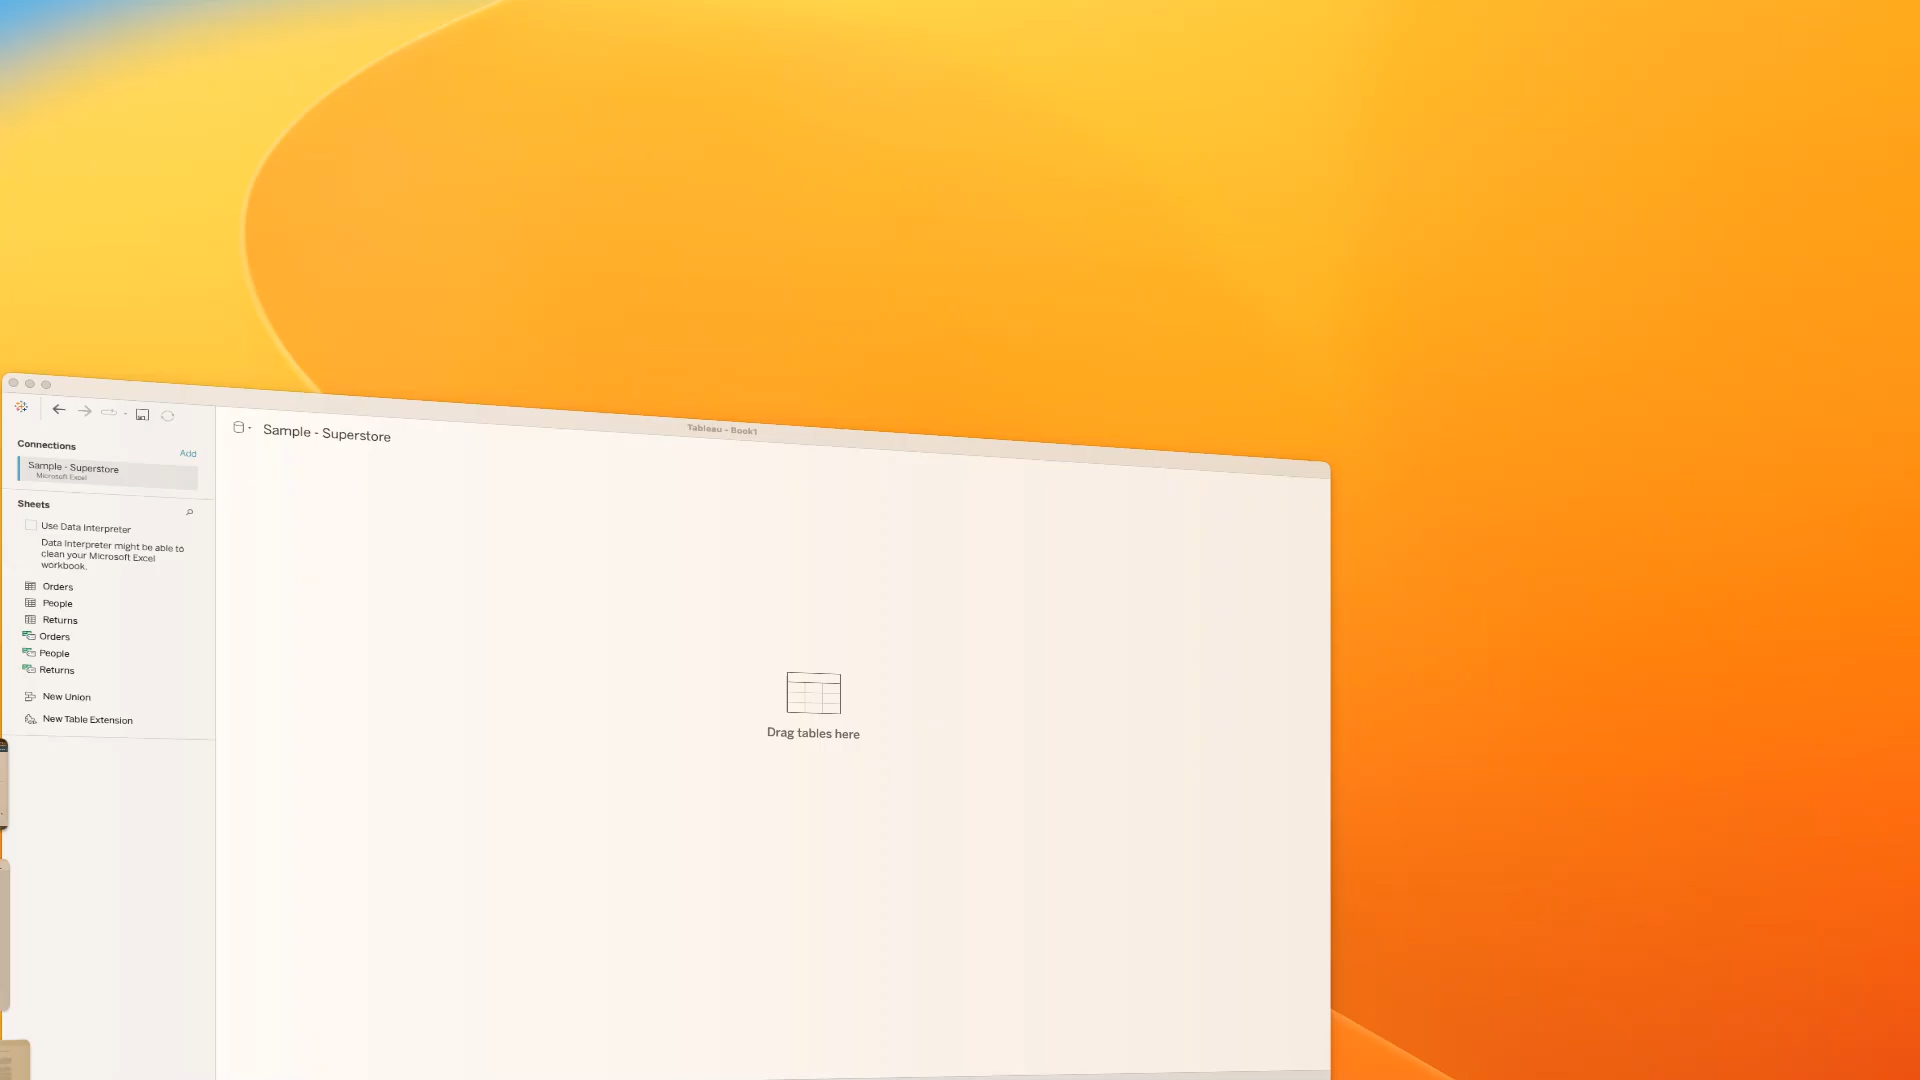 Tableau - Book1
Connections
Add
Sample - Superstore
Microsoft Excel
Sheets
Use Data Interpreter
Data Interpreter might be able to
clean your Microsoft Excel
workbook.
Orders
People
Returns
Orders
People
Returns
New Union
New Table Extension
Sample - Superstore
Drag tables here